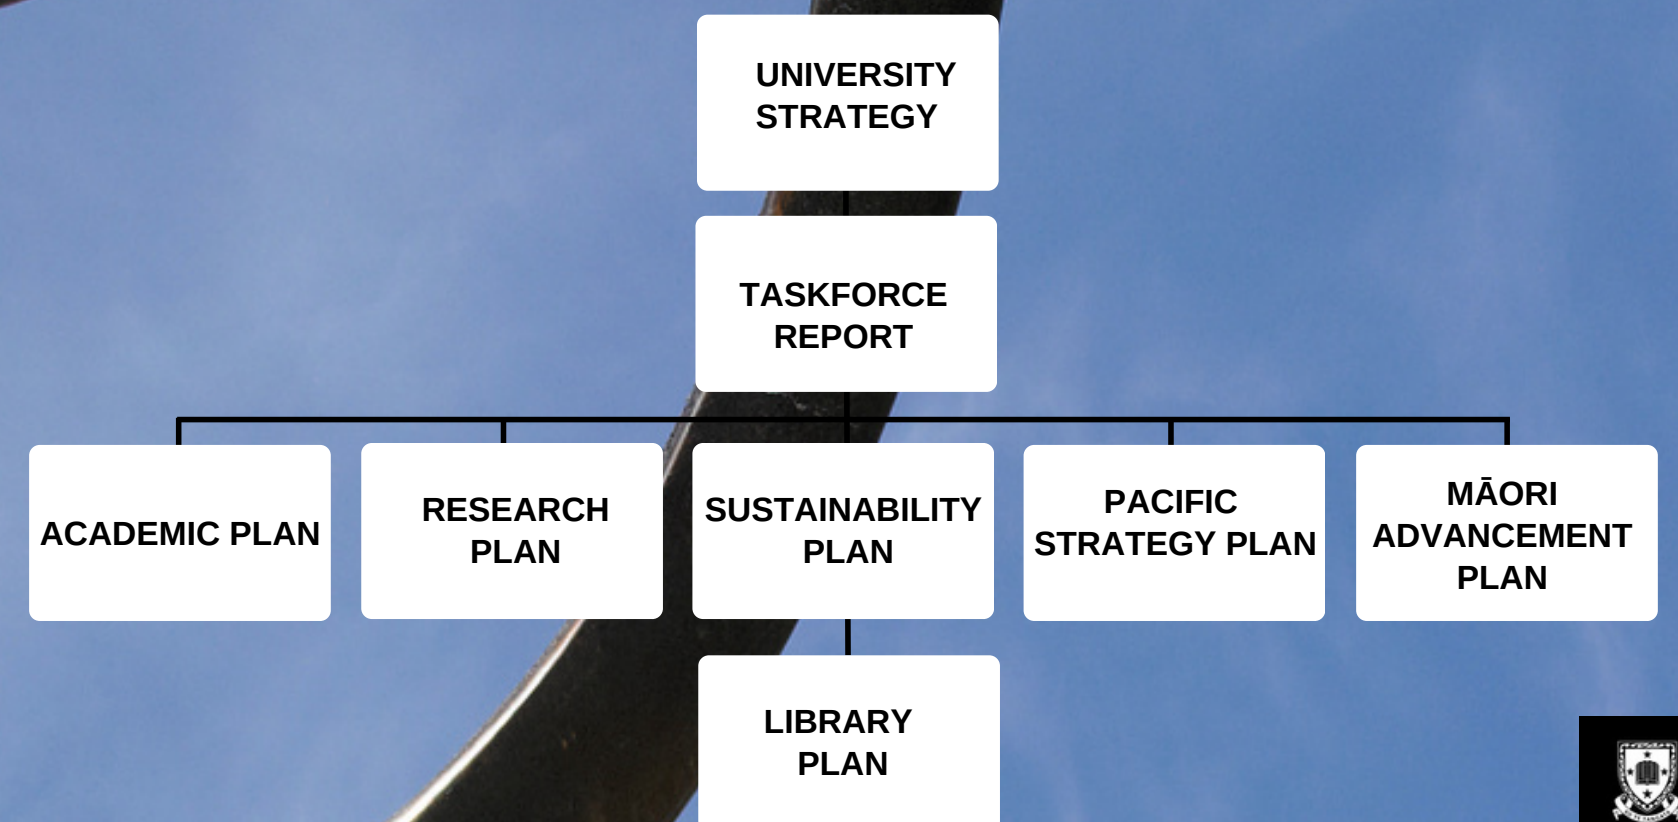 UNIVERSITY
STRATEGY
TASKFORCE
REPORT
ACADEMIC PLAN
RESEARCH
PLAN
SUSTAINABILITY
PLAN
PACIFIC
STRATEGY PLAN
MĀORI
ADVANCEMENT
PLAN
LIBRARY
PLAN